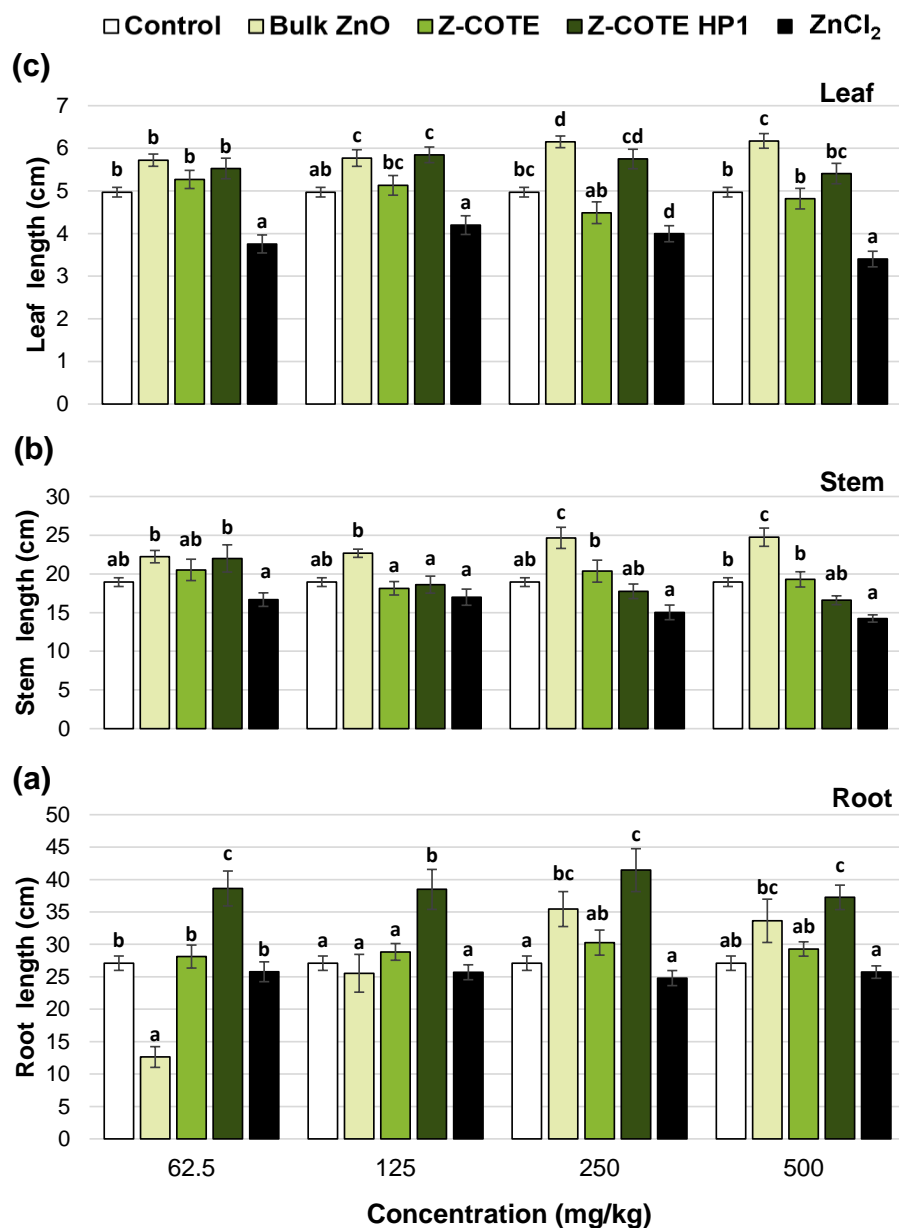 Control Bulk ZnO Z-COTE Z-COTE HP1 ZnCl₂
(c)
Leaf
Leaf length (cm)
7
6
5
4
3
2
1
0
b b b b a
ab c bc c a
bc d ab cd d
b c b bc a
(b)
Stem
Stem length (cm)
30
25
20
15
10
5
0
ab b ab b a
ab b a a a
ab c b ab a
b c b ab a
(a)
Root
Root length (cm)
50
45
40
35
30
25
20
15
10
5
0
b a b c b
a a a b a
a bc ab c a
ab bc ab c a
62.5 125 250 500
Concentration (mg/kg)